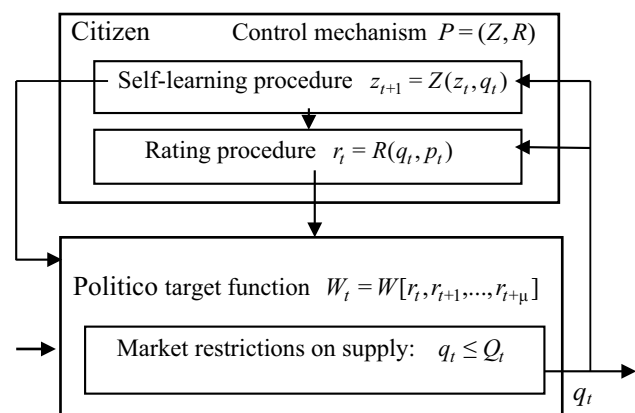 Citizen Control mechanism P = (Z, R)
Self-learning procedure z_{t+1} = Z(z_t, q_t)
Rating procedure r_t = R(q_t, p_t)
Politico target function W_t = W[r_t, r_{t+1}, ..., r_{t+μ}]
Market restrictions on supply: q_t ≤ Q_t
q_t